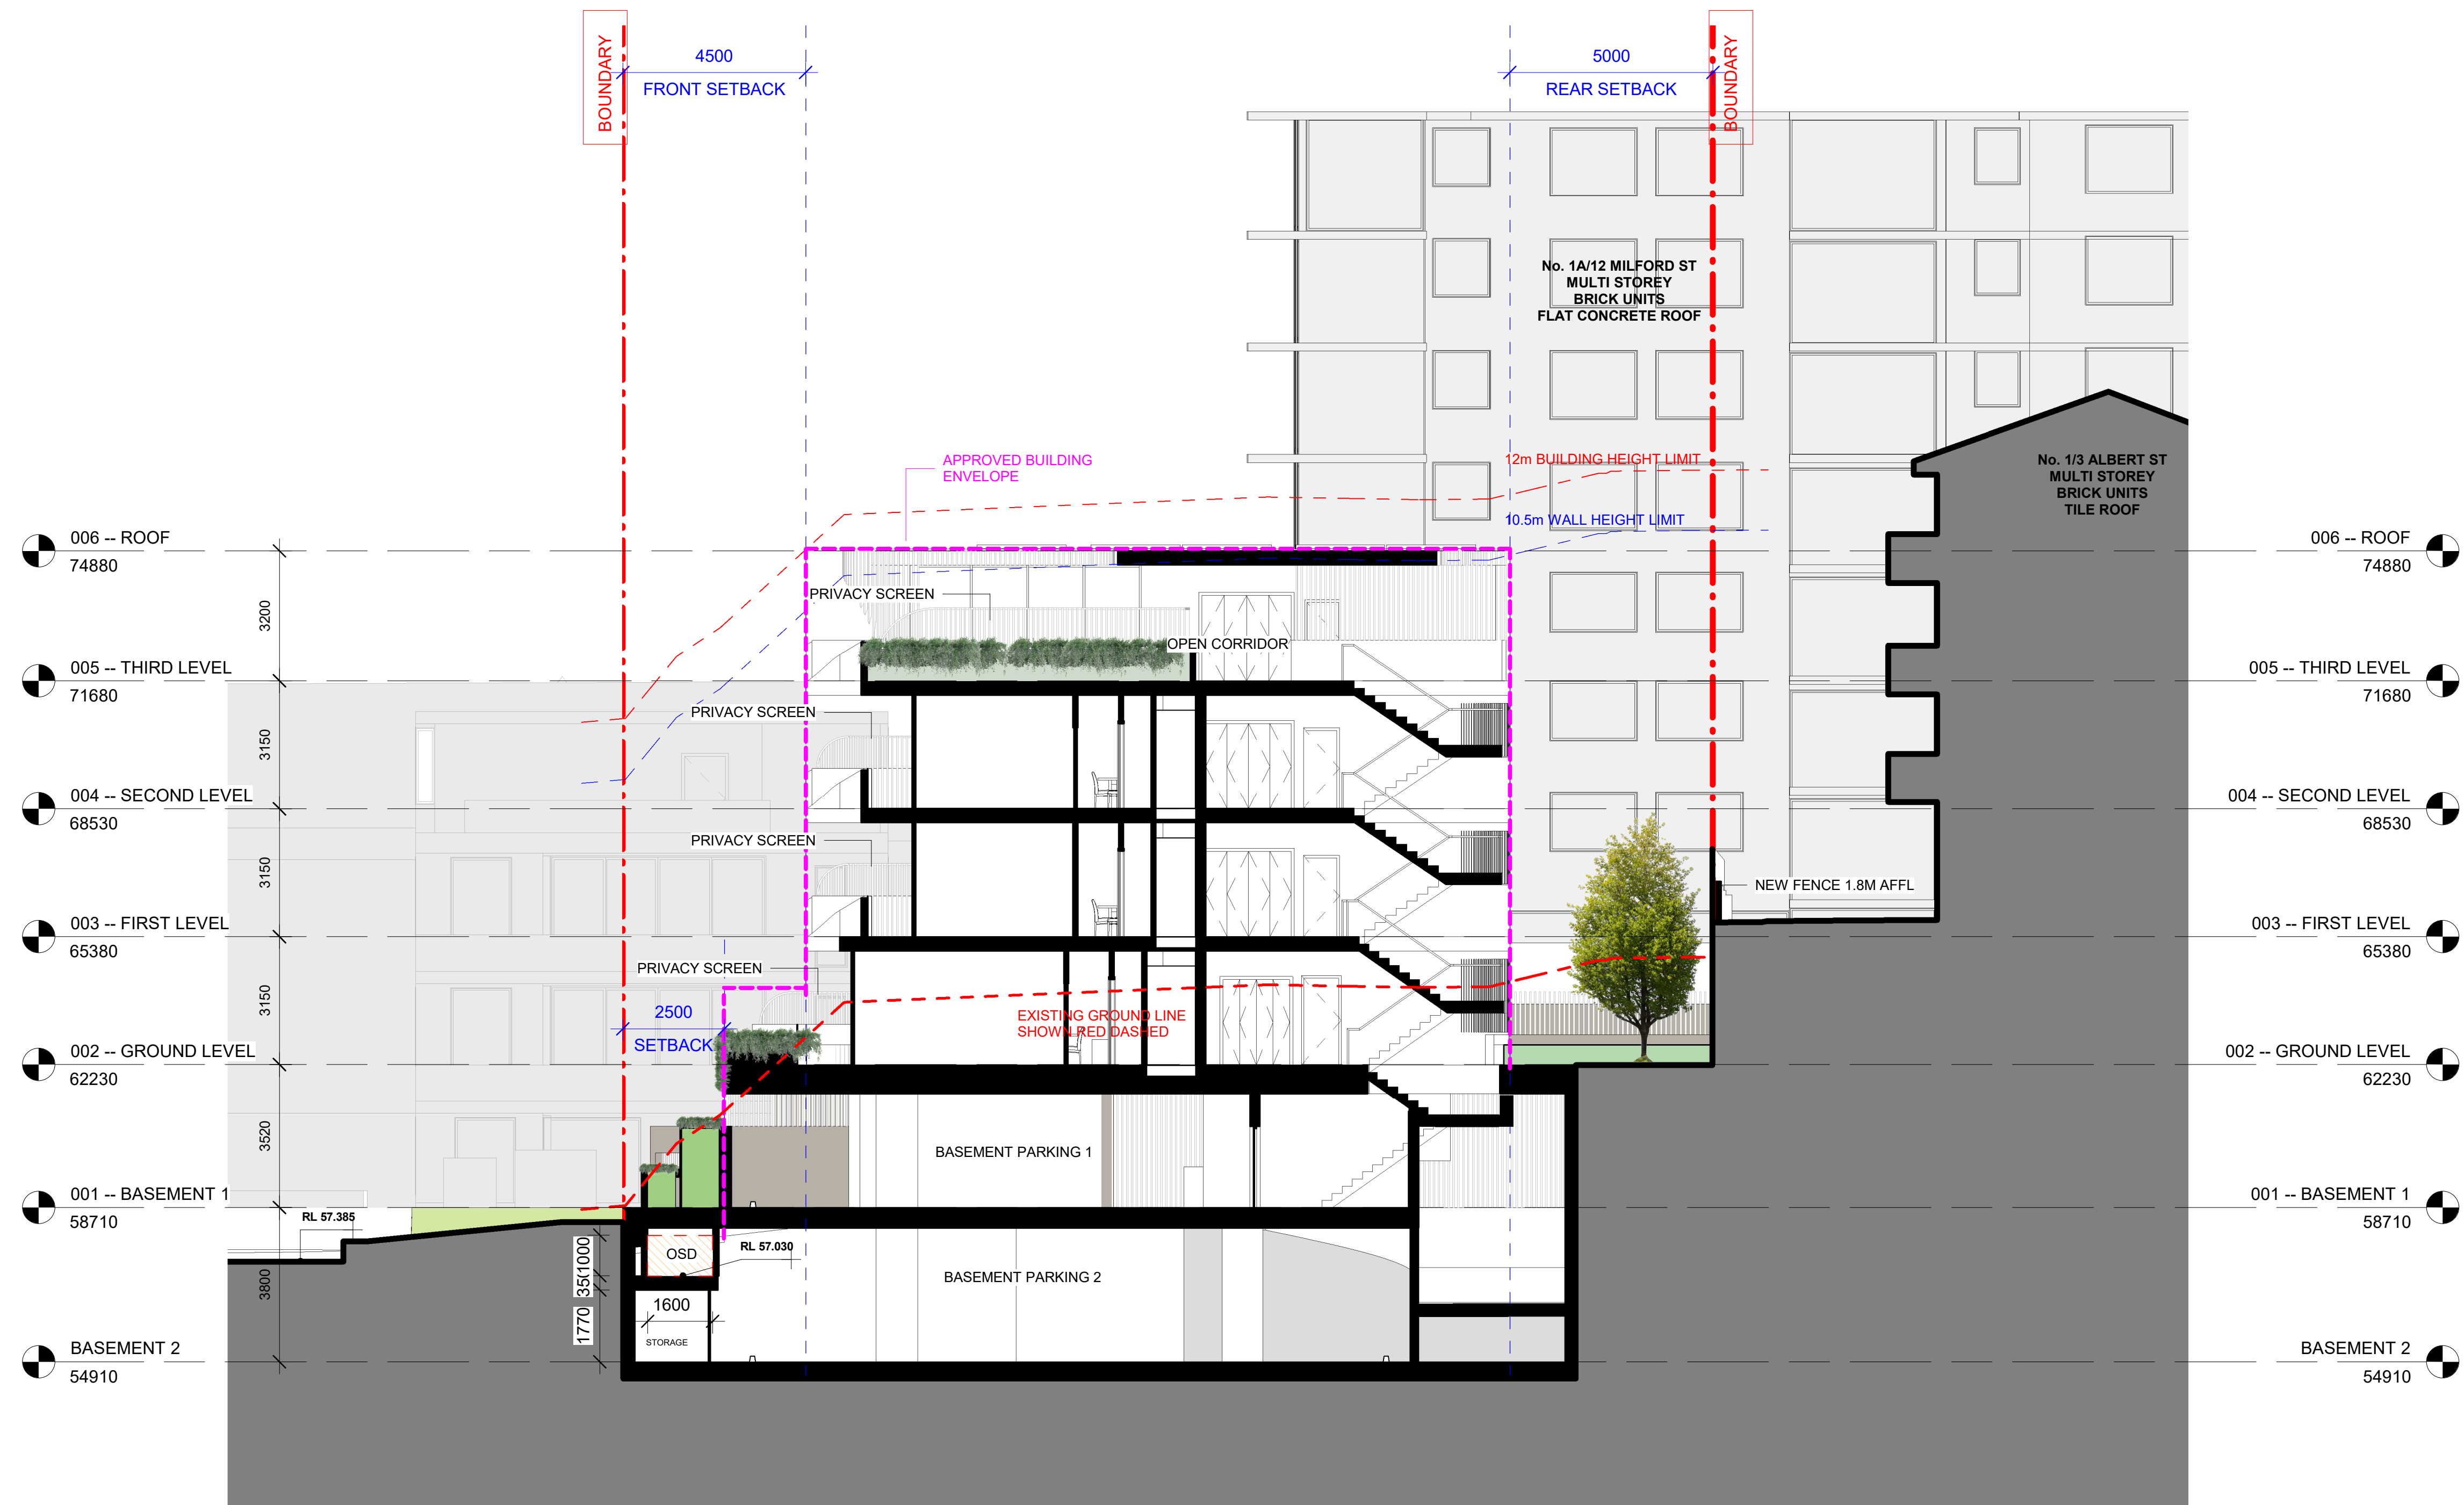 BOUNDARY
4500
FRONT SETBACK
5000
REAR SETBACK
BOUNDARY
No. 1A/12 MILFORD ST
MULTI STOREY
BRICK UNITS
FLAT CONCRETE ROOF
APPROVED BUILDING
ENVELOPE
12m BUILDING HEIGHT LIMIT
No. 1/3 ALBERT ST
MULTI STOREY
BRICK UNITS
TILE ROOF
10.5m WALL HEIGHT LIMIT
006 -- ROOF
74880
006 -- ROOF
74880
3200
PRIVACY SCREEN
OPEN CORRIDOR
005 -- THIRD LEVEL
71680
005 -- THIRD LEVEL
71680
PRIVACY SCREEN
3150
004 -- SECOND LEVEL
68530
004 -- SECOND LEVEL
68530
PRIVACY SCREEN
3150
NEW FENCE 1.8M AFFL
003 -- FIRST LEVEL
65380
003 -- FIRST LEVEL
65380
PRIVACY SCREEN
3150
2500
SETBACK
EXISTING GROUND LINE
SHOWN RED DASHED
002 -- GROUND LEVEL
62230
002 -- GROUND LEVEL
62230
3520
BASEMENT PARKING 1
001 -- BASEMENT 1
58710
001 -- BASEMENT 1
58710
RL 57.385
OSD
RL 57.030
1000
350
3800
BASEMENT PARKING 2
1600
1770
STORAGE
BASEMENT 2
54910
BASEMENT 2
54910